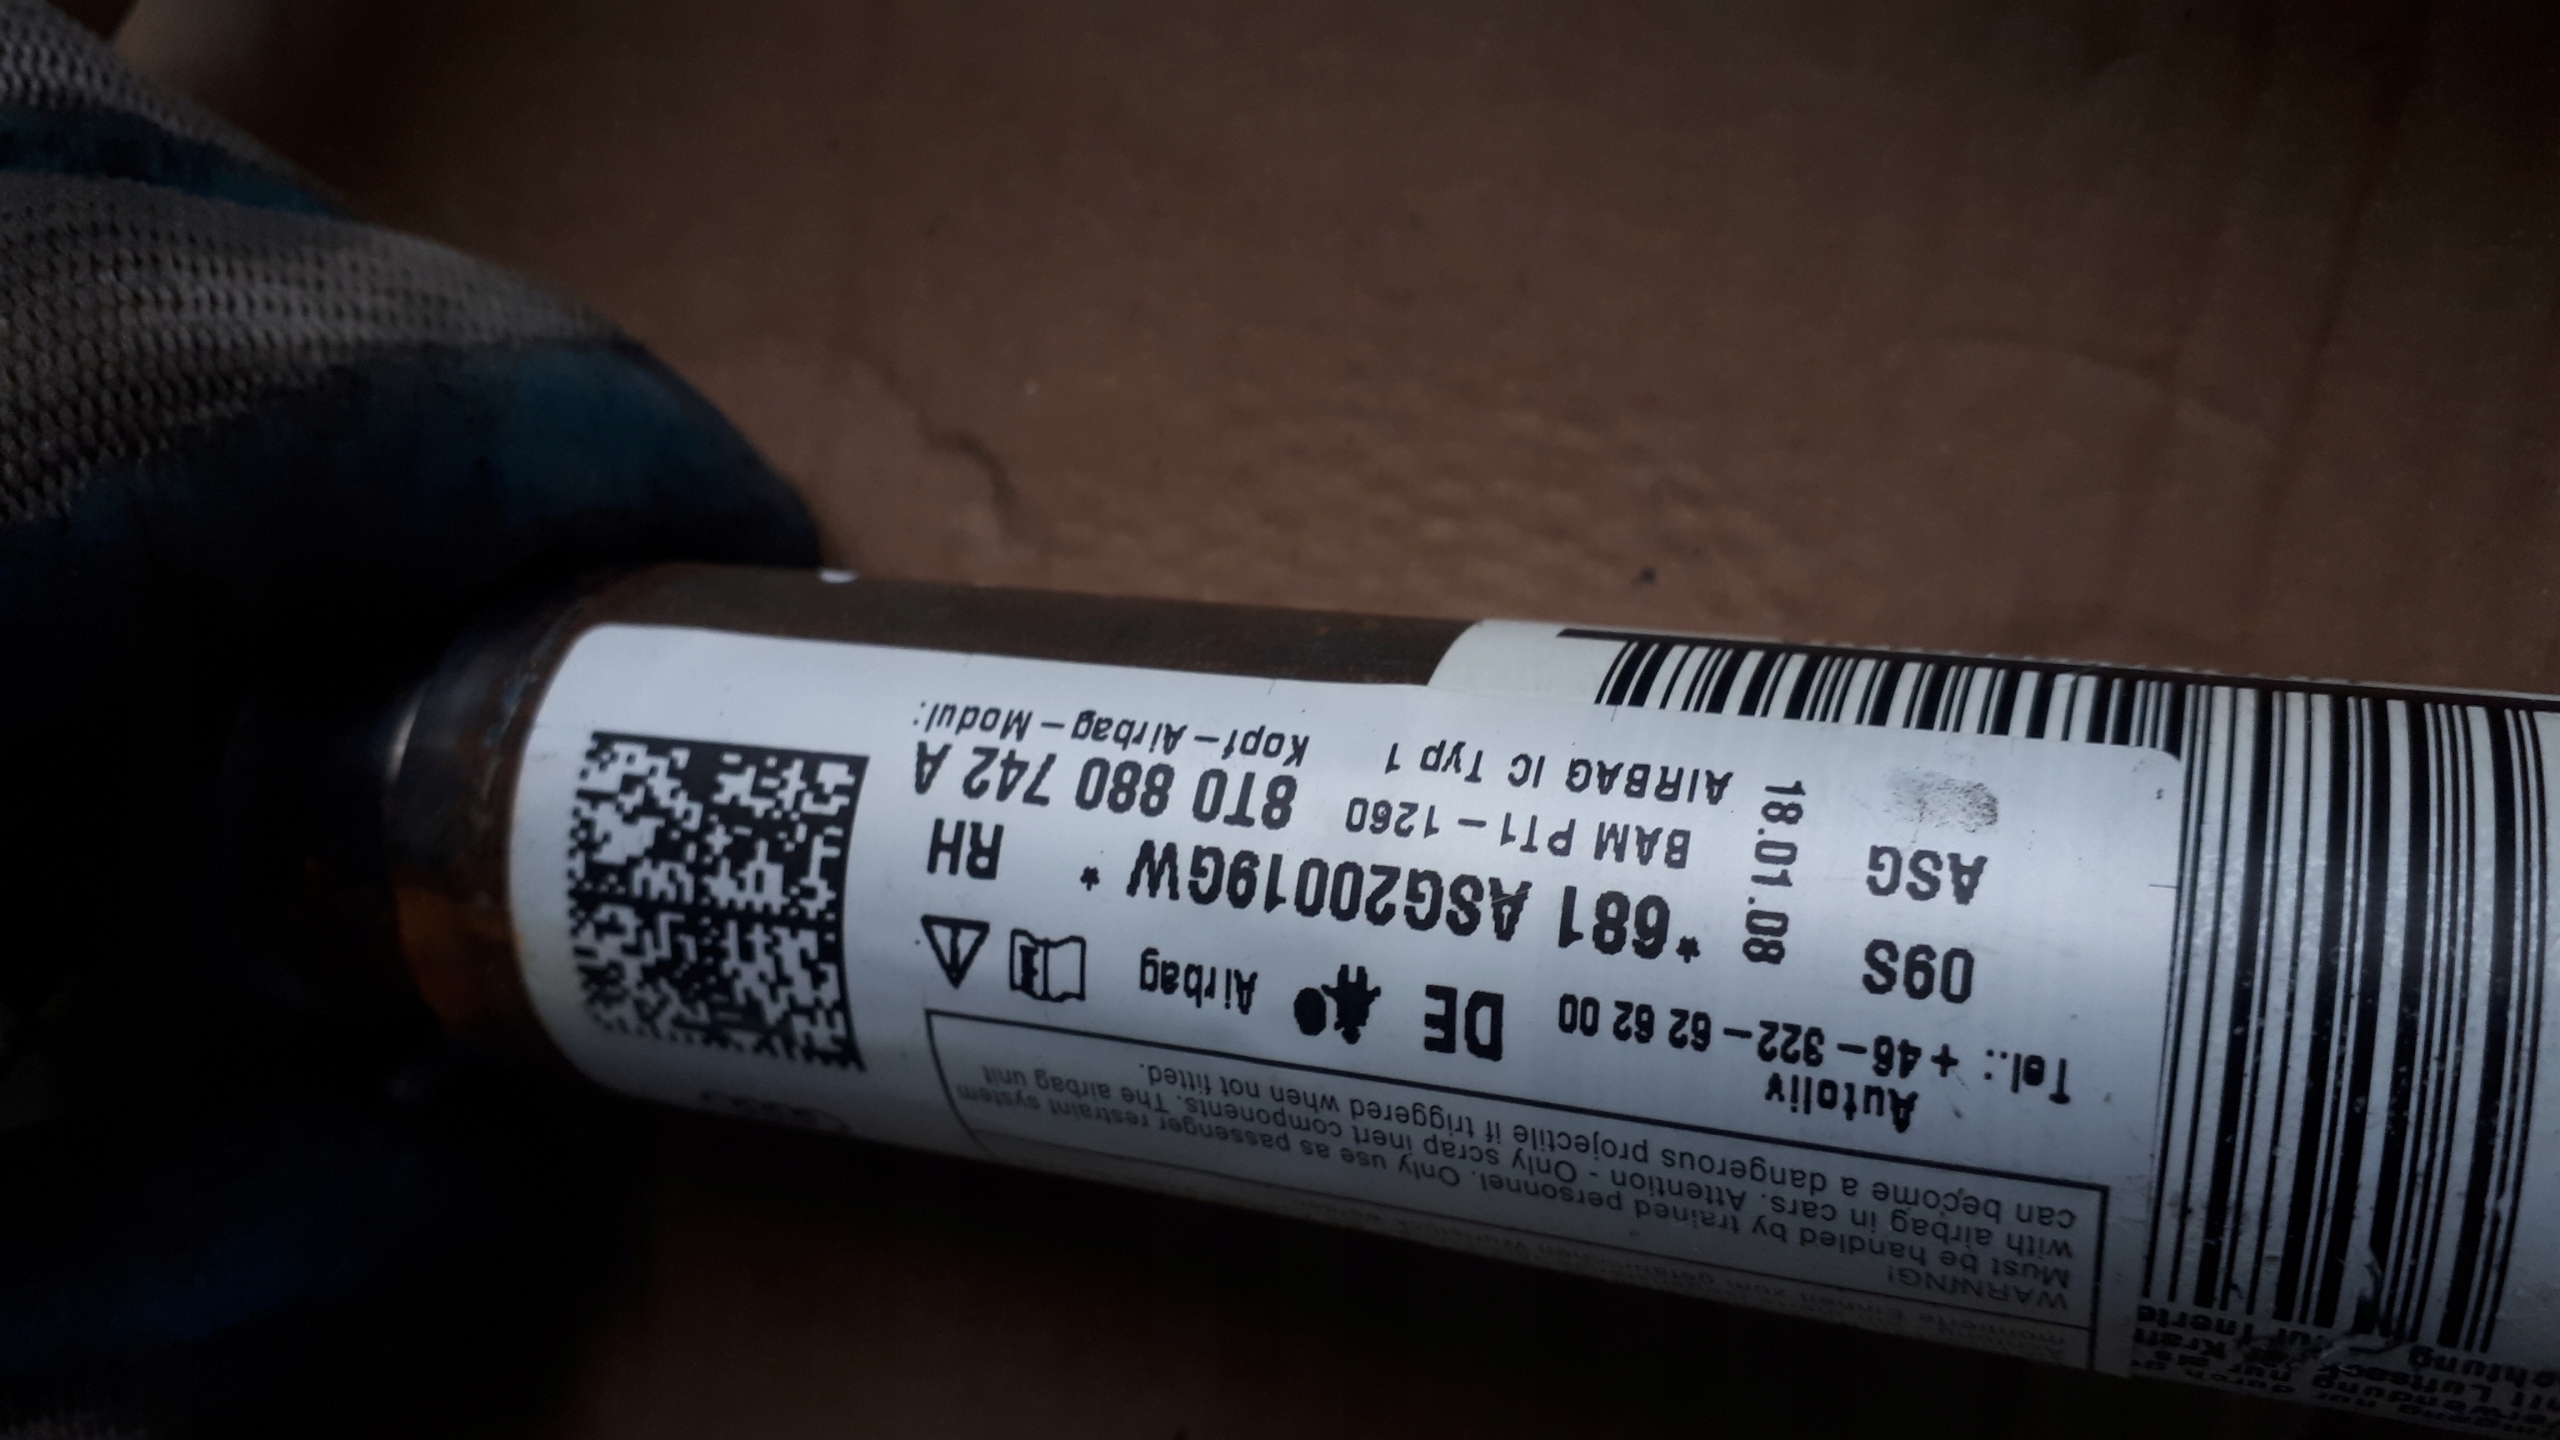 WARNING!
Must be handled by trained personnel. Only use as passenger restraint system
with airbag in cars. Attention - Only scrap inert components. The airbag unit
can become a dangerous projectile if triggered when not fitted.
Autoliv
Tel.: +46-322-62 62 00 DE Airbag
09S *681 ASG20019GW * RH
ASG 18.01.08 BAM PT1-1260 8T0 880 742 A
AIRBAG IC Typ 1 Kopf-Airbag-Modul: